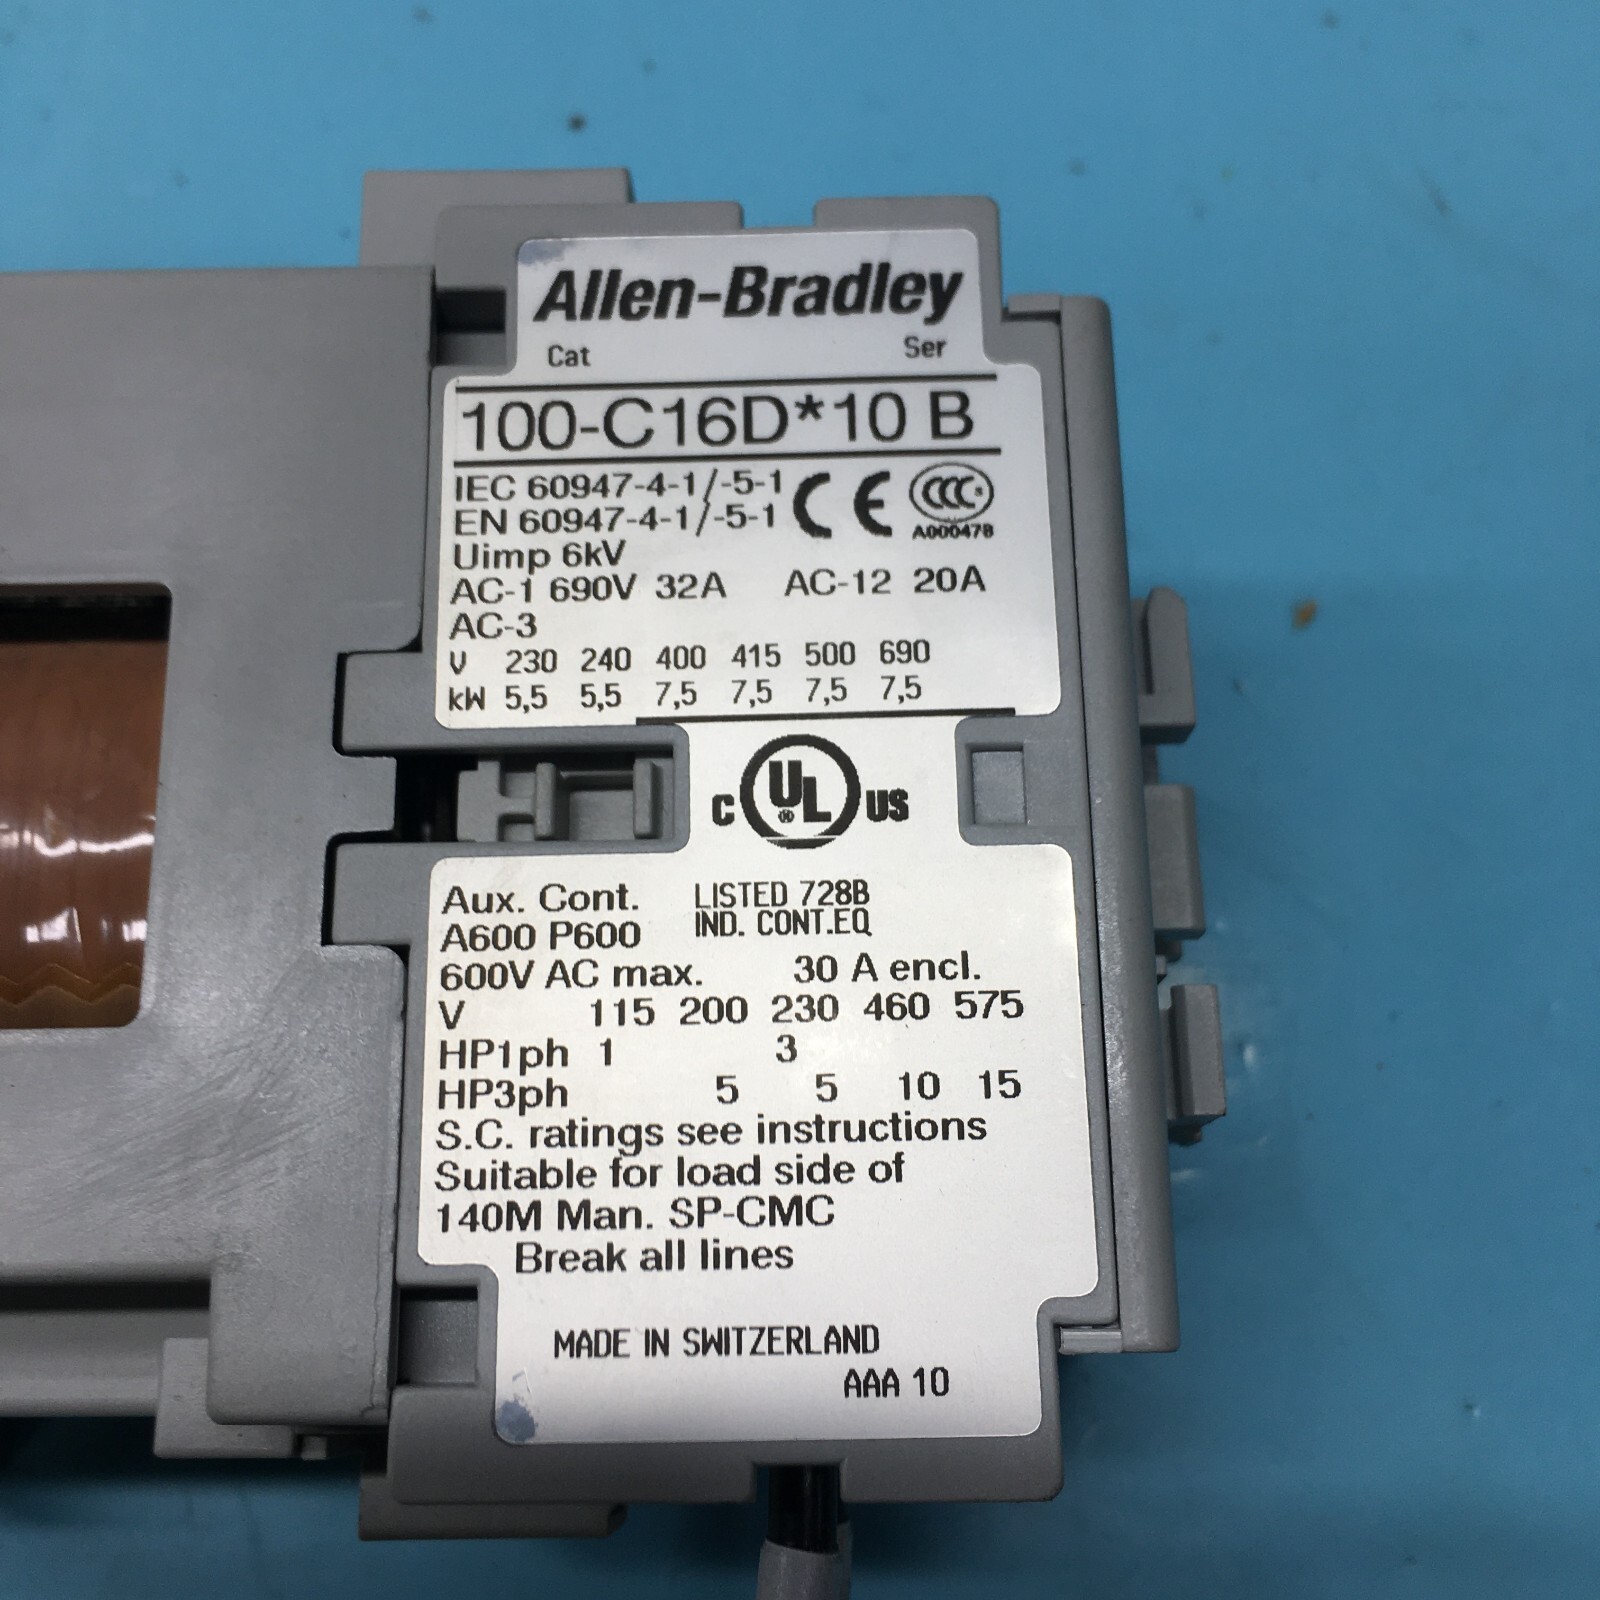 Allen-Bradley
Cat Ser
100-C16D*10 B
IEC 60947-4-1/-5-1
EN 60947-4-1/-5-1
CE
CCC S
A000478
Uimp 6kV
AC-1 690V 32A AC-12 20A
AC-3
V 230 240 400 415 500 690
kW 5,5 5,5 7,5 7,5 7,5 7,5
C UL ® US
Aux. Cont. LISTED 728B
A600 P600 IND. CONT.EQ
600V AC max. 30 A encl.
V 115 200 230 460 575
HP1ph 1 3
HP3ph 5 5 10 15
S.C. ratings see instructions
Suitable for load side of
140M Man. SP-CMC
Break all lines
MADE IN SWITZERLAND
AAA 10